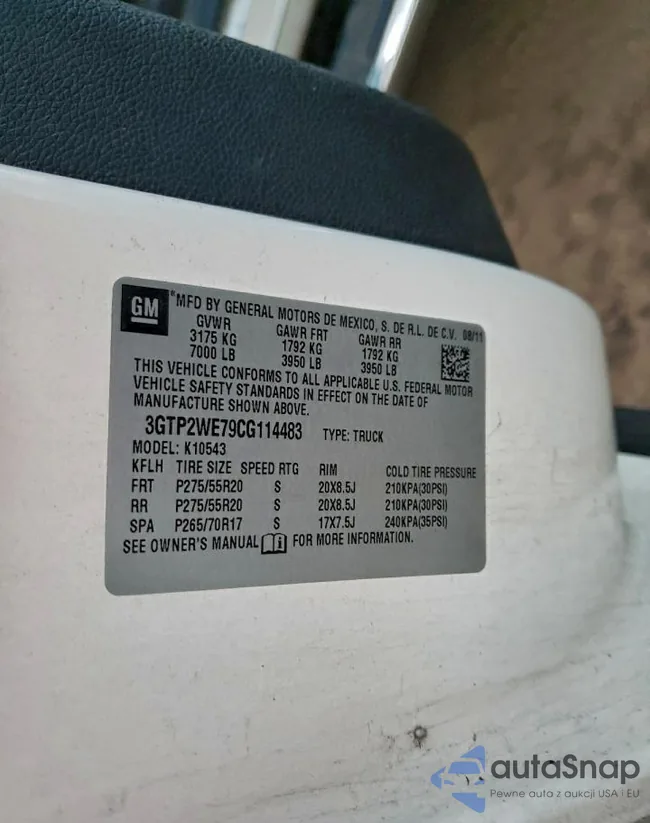 GM
*MFD BY GENERAL MOTORS DE MEXICO, S. DE R.L. DE C.V. 08/11
GVWR GAWR FRT GAWR RR
3175 KG 1792 KG 1792 KG
7000 LB 3950 LB 3950 LB
THIS VEHICLE CONFORMS TO ALL APPLICABLE U.S. FEDERAL MOTOR
VEHICLE SAFETY STANDARDS IN EFFECT ON THE DATE OF
MANUFACTURE SHOWN ABOVE.
3GTP2WE79CG114483 TYPE: TRUCK
MODEL: K10543
KFLH TIRE SIZE SPEED RTG RIM COLD TIRE PRESSURE
FRT P275/55R20 S 20X8.5J 210KPA(30PSI)
RR P275/55R20 S 20X8.5J 210KPA(30PSI)
SPA P265/70R17 S 17X7.5J 240KPA(35PSI)
SEE OWNER'S MANUAL FOR MORE INFORMATION.
autaSnap
Pewne auta z aukcji USA i EU